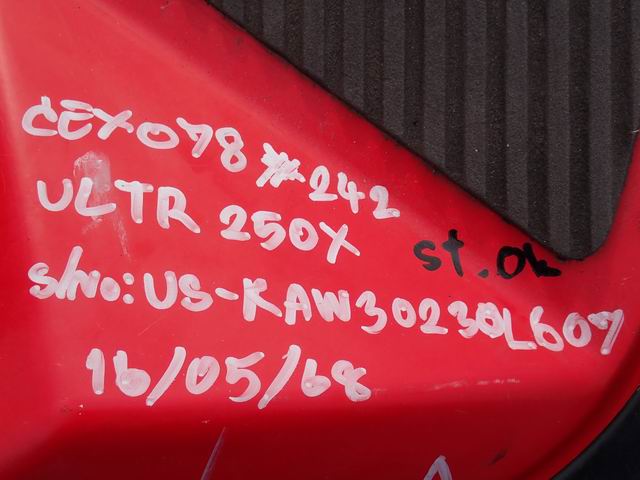 CEX078 #242
ULTR 250X
st.ok
S/No:US-KAW30230L607
16/05/68